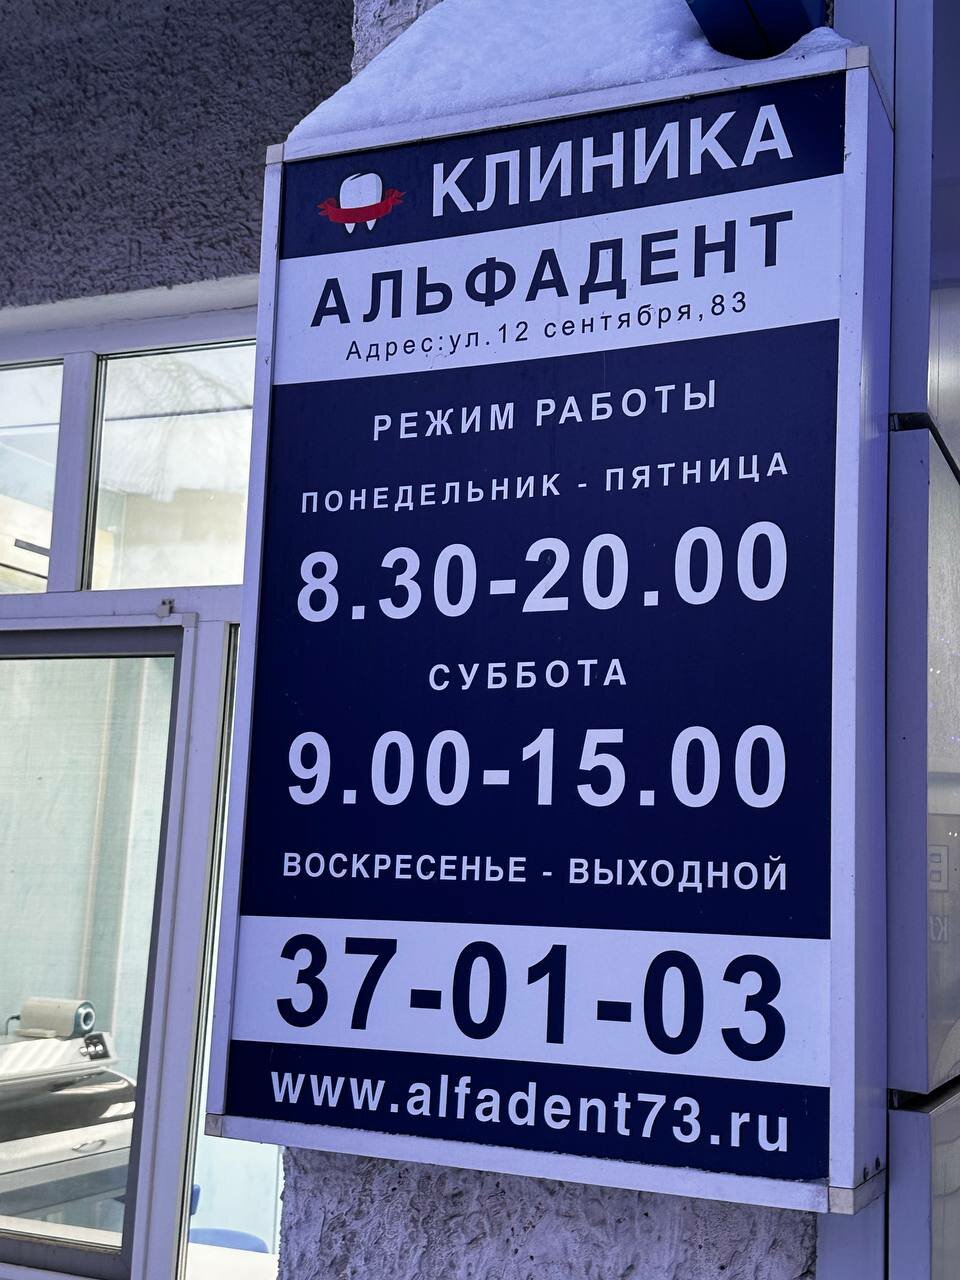 КЛИНИКА
АЛЬФАДЕНТ
Адрес:ул.12 сентября,83
РЕЖИМ РАБОТЫ
ПОНЕДЕЛЬНИК - ПЯТНИЦА
8.30-20.00
СУББОТА
9.00-15.00
ВОСКРЕСЕНЬЕ - ВЫХОДНОЙ
37-01-03
www.alfadent73.ru